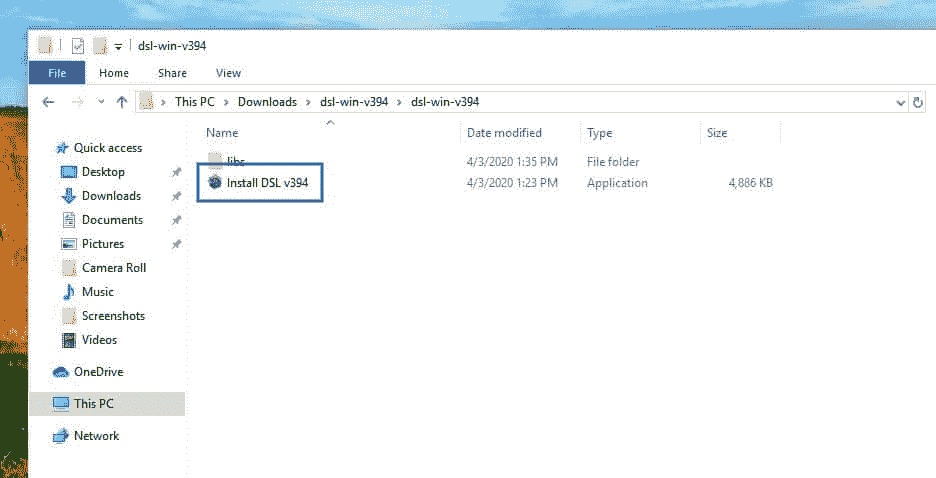 dsl-win-v394
File Home Share View
This PC Downloads dsl-win-v394 dsl-win-v394
Name Date modified Type Size
Quick access
Desktop
Downloads
Documents
Pictures
Camera Roll
Music
Screenshots
Videos
OneDrive
This PC
Network
libs 4/3/2020 1:35 PM File folder
Install DSL v394 4/3/2020 1:23 PM Application 4,886 KB